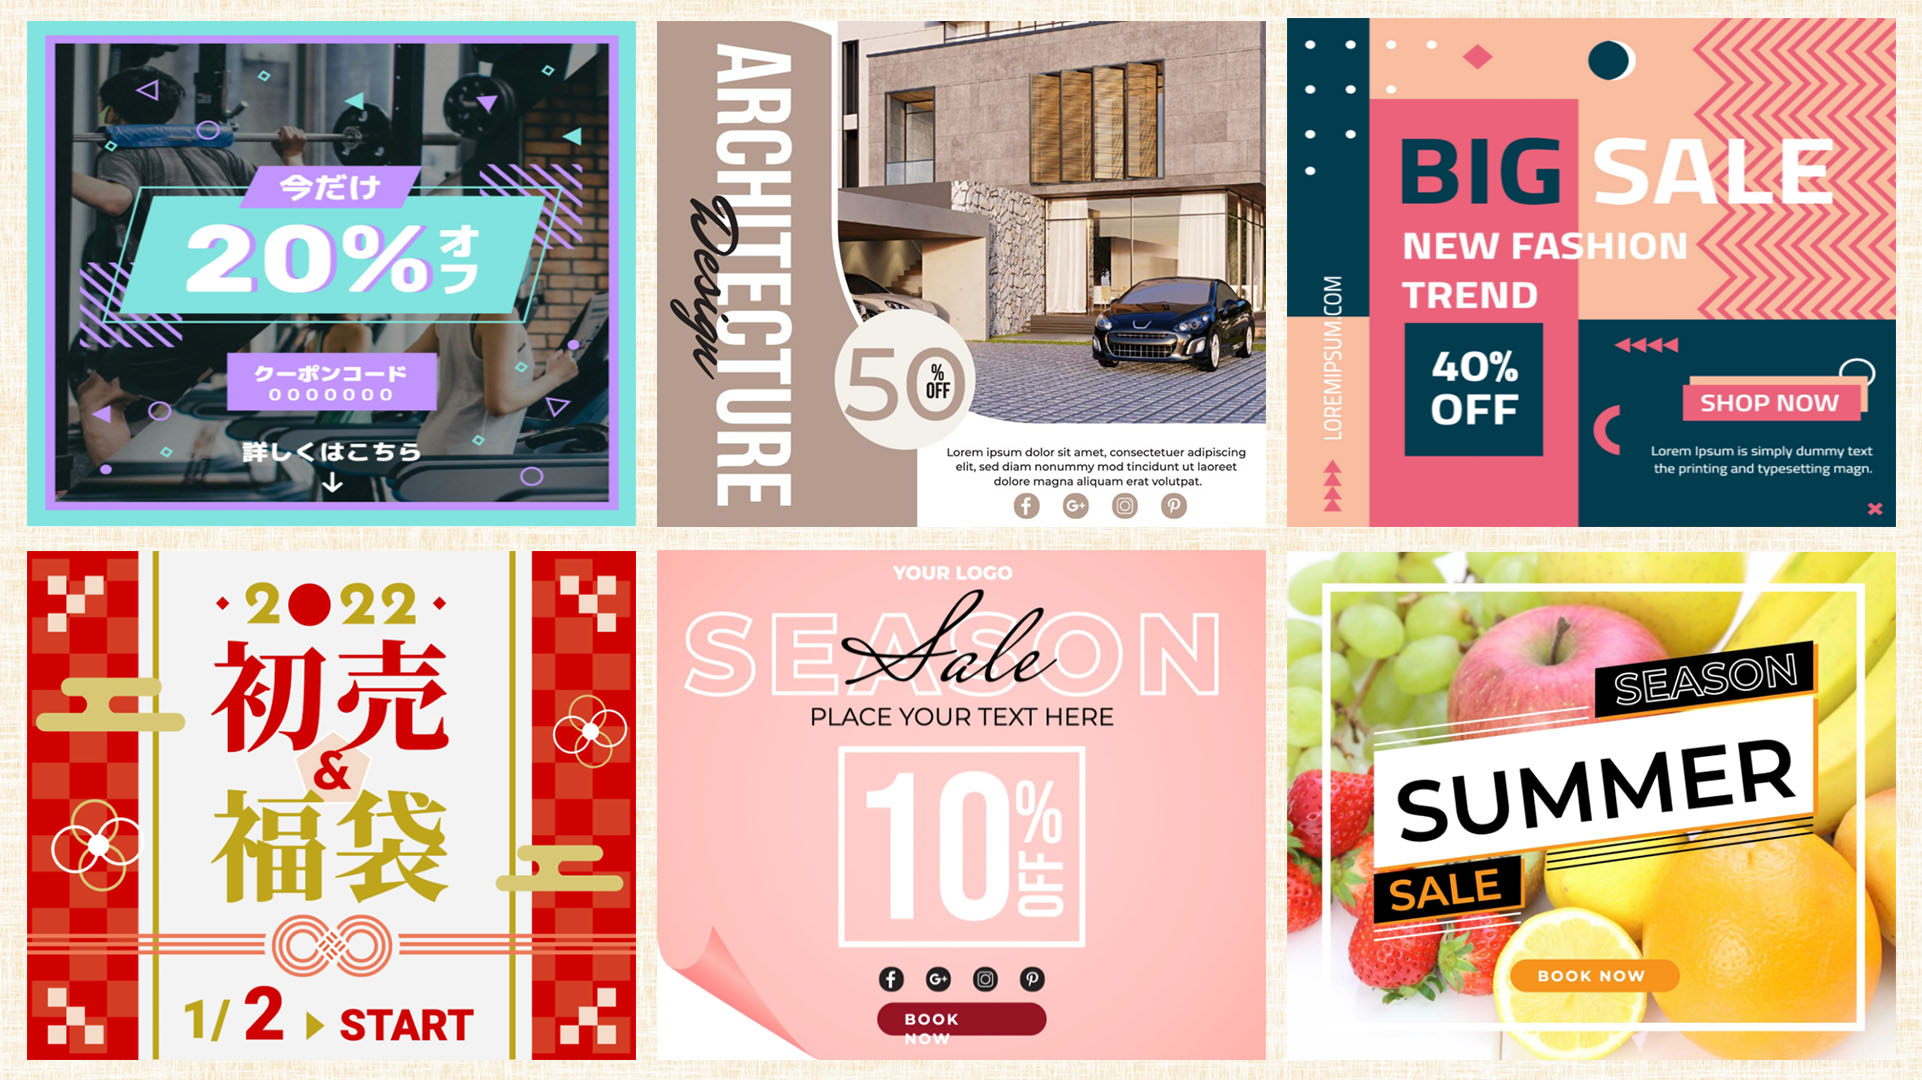 今だけ
20%オフ
クーポンコード
0000000
詳しくはこちら
↓
ARCHITECTURE
Design
50% OFF
Lorem ipsum dolor sit amet, consectetuer adipiscing
elit, sed diam nonummy mod tincidunt ut laoreet
dolore magna aliquam erat volutpat.
BIG SALE
NEW FASHION
TREND
40%
OFF
LOREMIPSUM.COM
SHOP NOW
Lorem Ipsum is simply dummy text
the printing and typesetting magn.
2022
初売
&
福袋
1/2 START
YOUR LOGO
SEASON
Sale
PLACE YOUR TEXT HERE
10% OFF
BOOK
NOW
SEASON
SUMMER
SALE
BOOK NOW